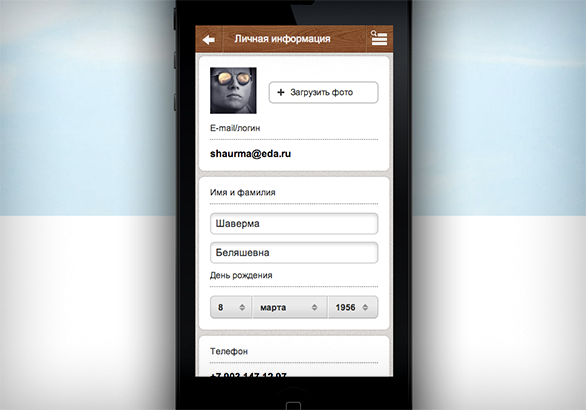 Личная информация
+ Загрузить фото
E-mail/логин
shaurma@eda.ru
Имя и фамилия
Шаверма
Беляшевна
День рождения
8 марта 1956
Телефон
+7 903 147 12 97